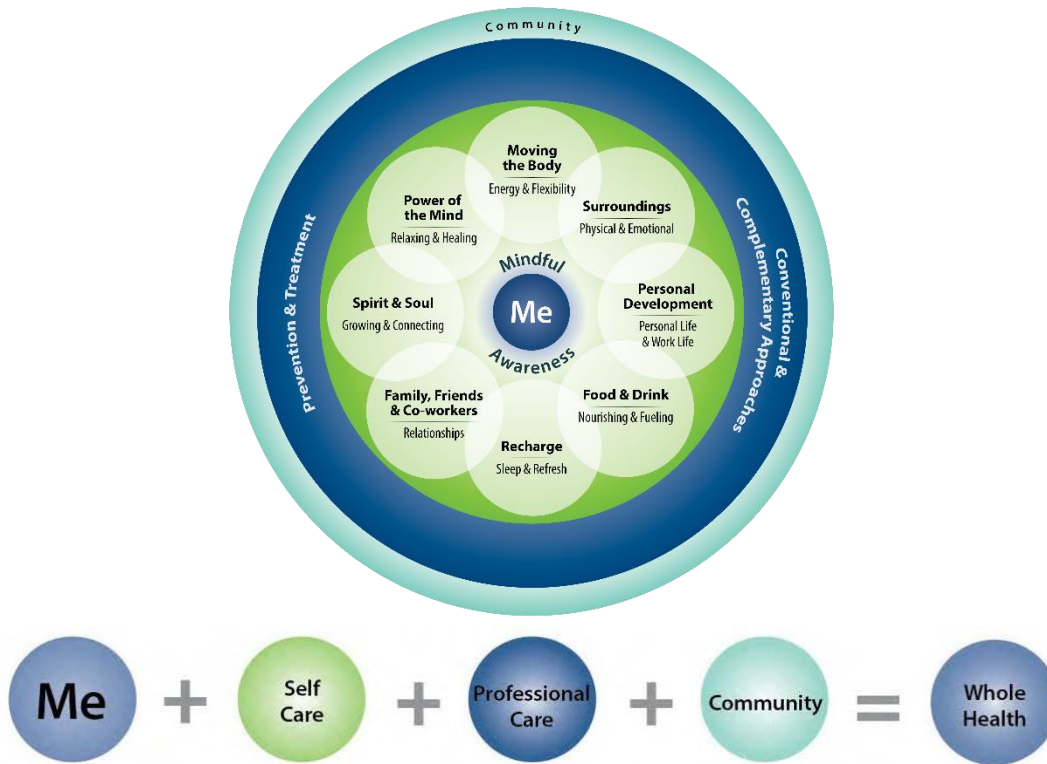 Community
Prevention & Treatment
Conventional &
Complementary Approaches
Moving
the Body
Energy & Flexibility
Surroundings
Physical & Emotional
Personal
Development
Personal Life
& Work Life
Food & Drink
Nourishing & Fueling
Recharge
Sleep & Refresh
Family, Friends
& Co-workers
Relationships
Spirit & Soul
Growing & Connecting
Power of
the Mind
Relaxing & Healing
Mindful
Me
Awareness
Me
+
Self
Care
+
Professional
Care
+
Community
=
Whole
Health